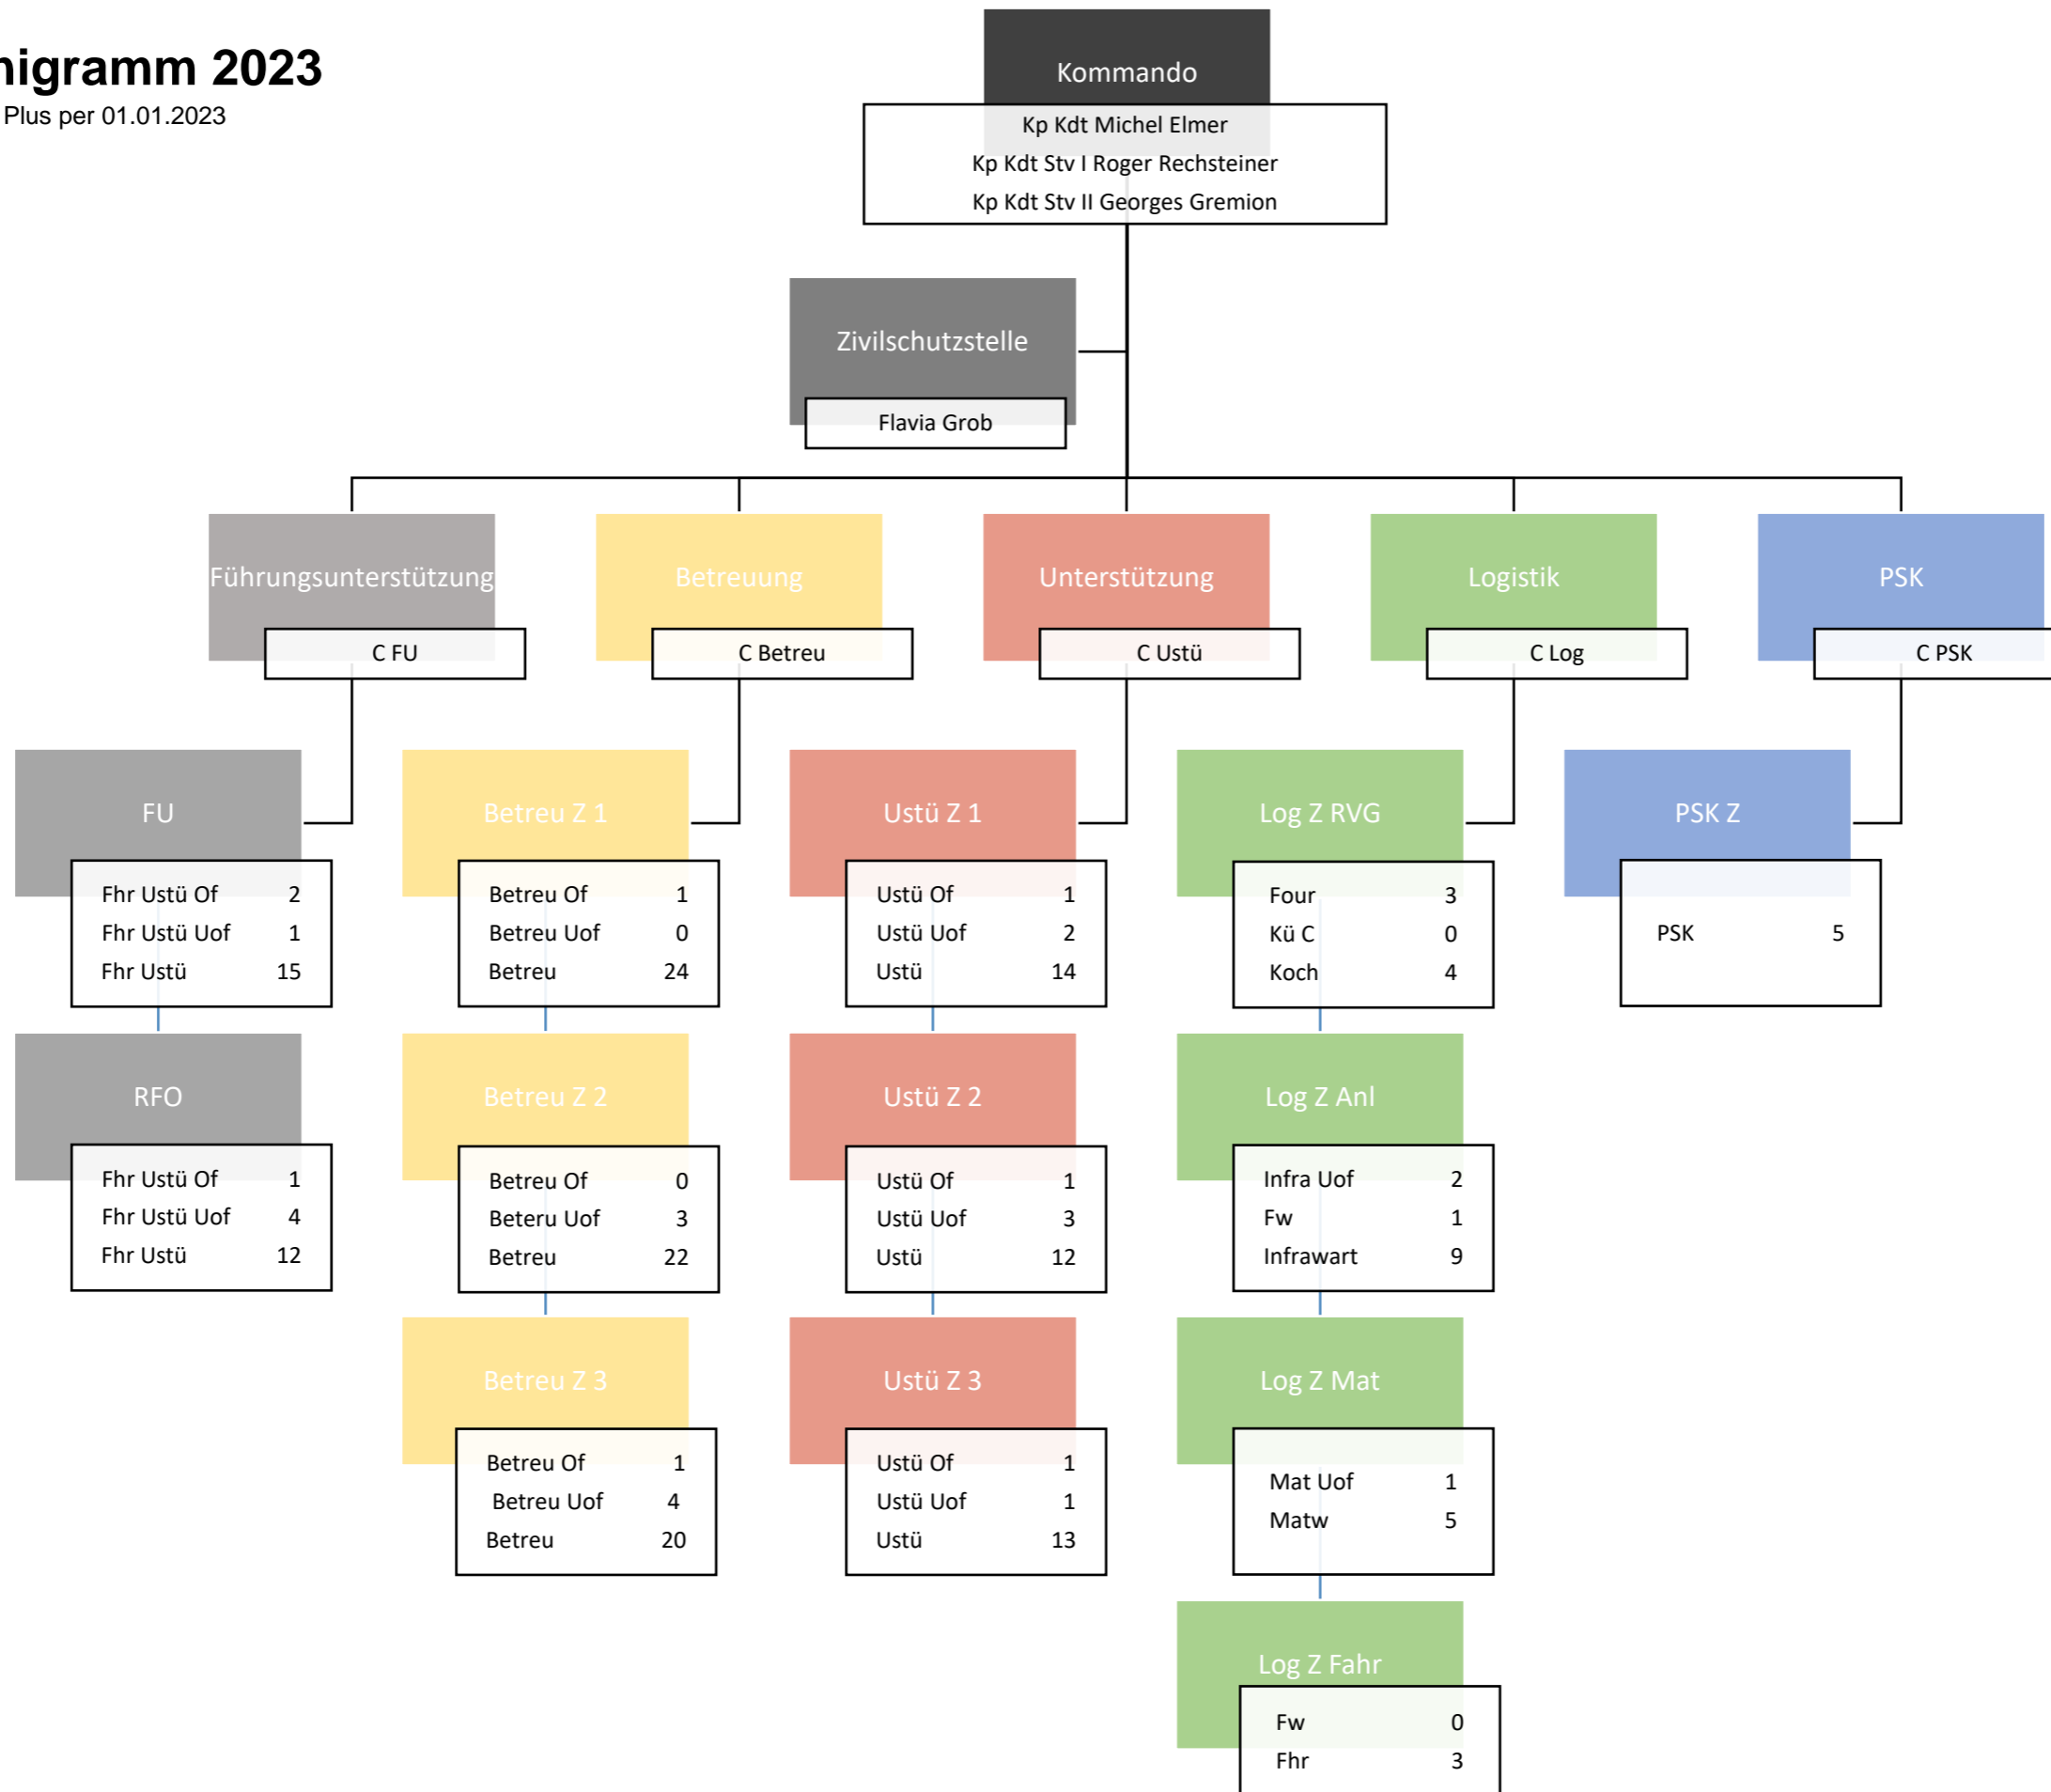 nigramm 2023
Plus per 01.01.2023
Kommando
Kp Kdt Michel Elmer
Kp Kdt Stv I Roger Rechsteiner
Kp Kdt Stv II Georges Gremion
Zivilschutzstelle
Flavia Grob
Führungsunterstützung
C FU
Betreuung
C Betreu
Unterstützung
C Ustü
Logistik
C Log
PSK
C PSK
FU
Fhr Ustü Of 2
Fhr Ustü Uof 1
Fhr Ustü 15
Betreu Z 1
Betreu Of 1
Betreu Uof 0
Betreu 24
Ustü Z 1
Ustü Of 1
Ustü Uof 2
Ustü 14
Log Z RVG
Four 3
Kü C 0
Koch 4
PSK Z
PSK 5
RFO
Fhr Ustü Of 1
Fhr Ustü Uof 4
Fhr Ustü 12
Betreu Z 2
Betreu Of 0
Beteru Uof 3
Betreu 22
Ustü Z 2
Ustü Of 1
Ustü Uof 3
Ustü 12
Log Z Anl
Infra Uof 2
Fw 1
Infrawart 9
Betreu Z 3
Betreu Of 1
Betreu Uof 4
Betreu 20
Ustü Z 3
Ustü Of 1
Ustü Uof 1
Ustü 13
Log Z Mat
Mat Uof 1
Matw 5
Log Z Fahr
Fw 0
Fhr 3